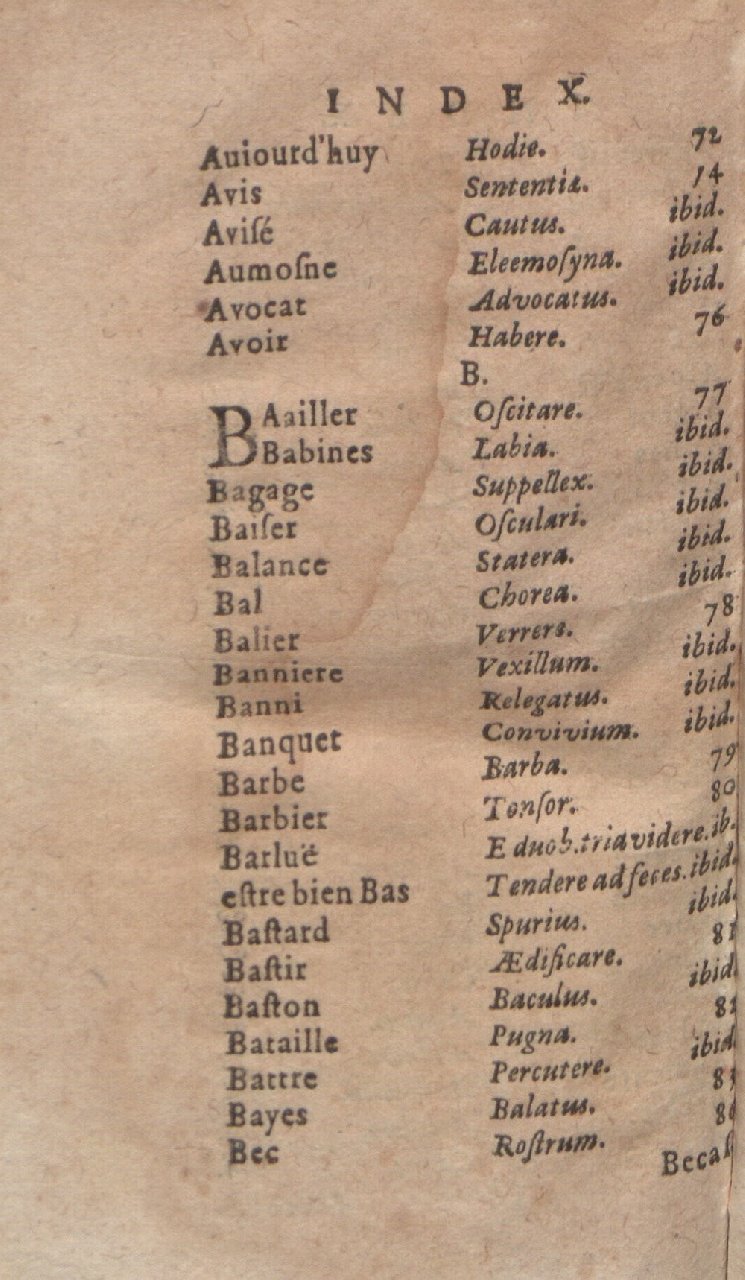 INDEX.
Auiourd'huy Hodie. 72
Avis Sententia. 14
Aviſé Cautus. ibid.
Aumoſne Eleemoſyna. ibid.
Avocat Advocatus. ibid.
Avoir Habere. 76
B.
BAailler Oſcitare. 77
Babines Labia. ibid.
Bagage Suppellex. ibid.
Baiſer Oſculari. ibid.
Balance Statera. ibid.
Bal Chorea. ibid.
Balier Verrere. 78
Banniere Vexillum. ibid.
Banni Relegatus. ibid.
Banquet Convivium. ibid.
Barbe Barba. 79
Barbier Tonſor. 80
Barluë E duob. tria videre. ib.
eſtre bien Bas Tendere ad feces. ibid.
Baſtard Spurius. ibid.
Baſtir Ædificare. 81
Baſton Baculus. ibid.
Bataille Pugna. 82
Battre Percutere. ibid
Bayes Balatus. 83
Bec Roſtrum.